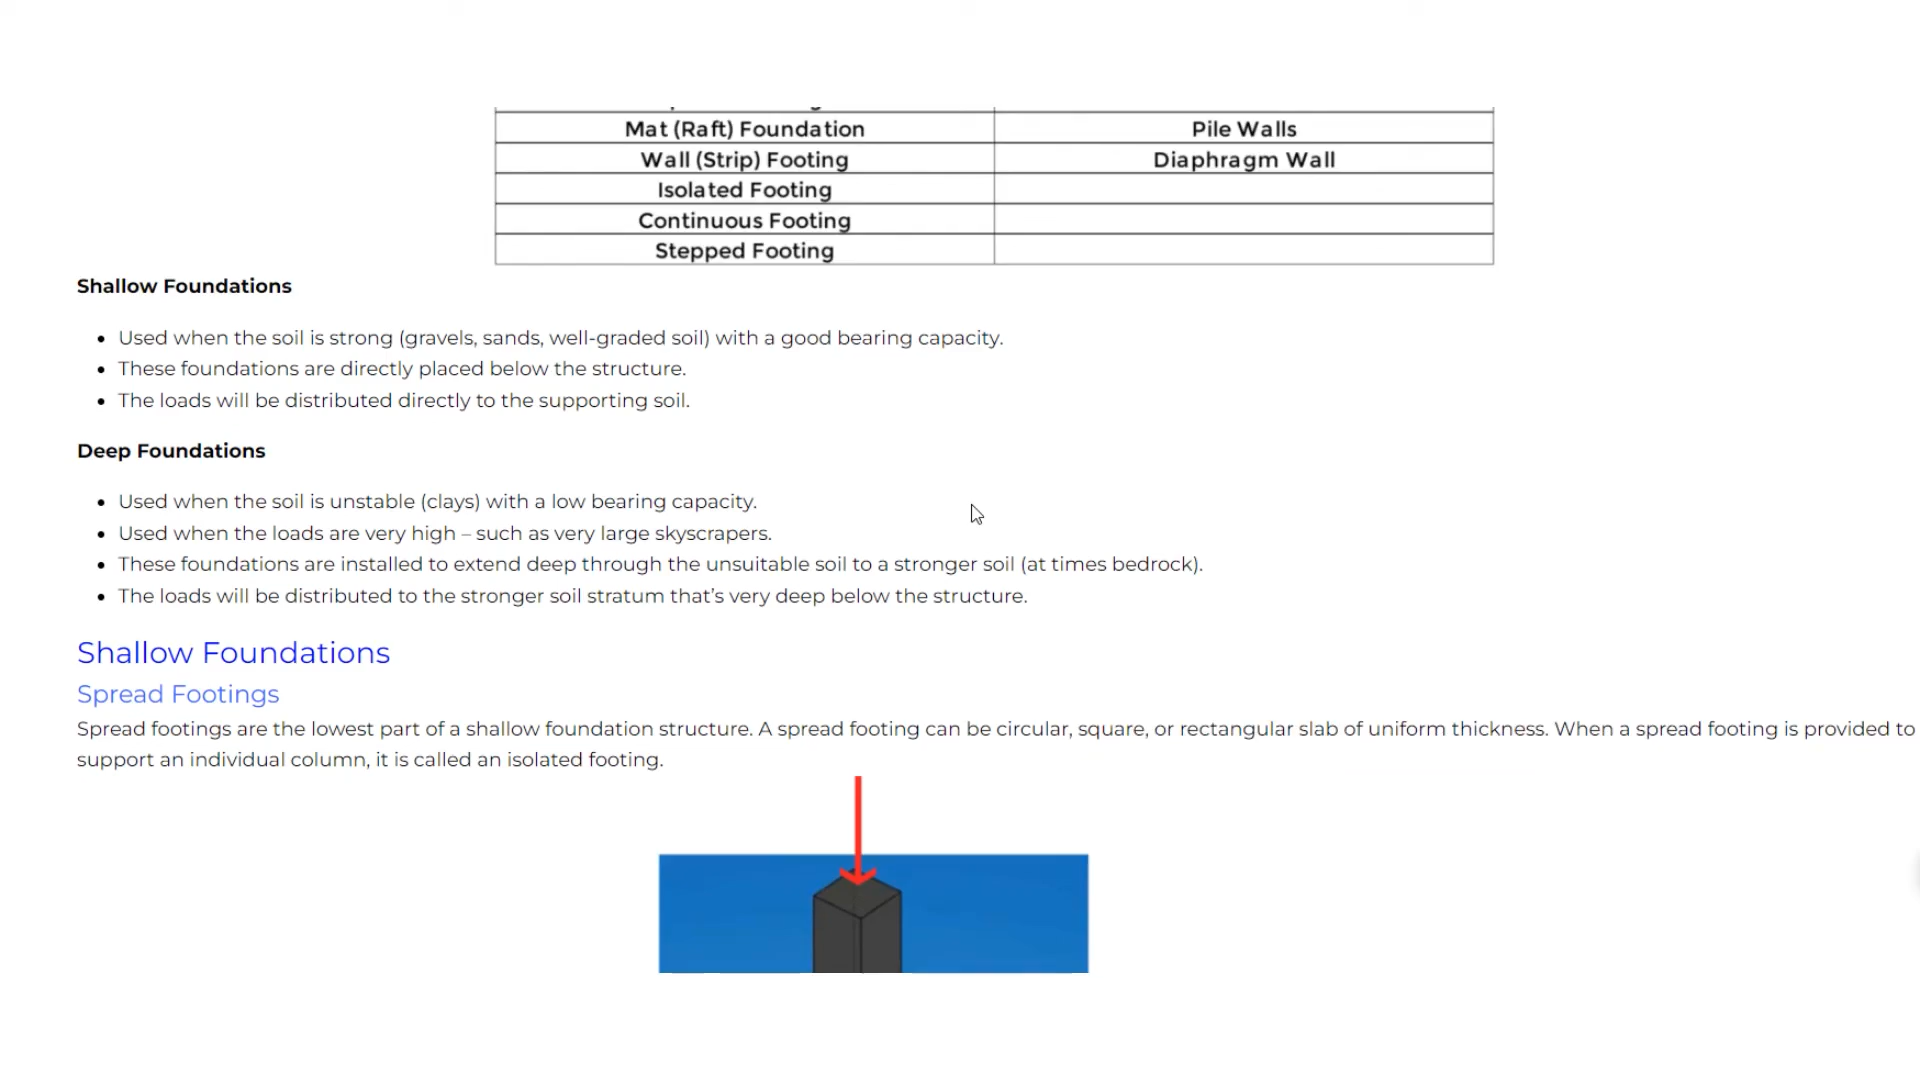 Mat (Raft) Foundation Pile Walls
Wall (Strip) Footing Diaphragm Wall
Isolated Footing
Continuous Footing
Stepped Footing
Shallow Foundations
• Used when the soil is strong (gravels, sands, well-graded soil) with a good bearing capacity.
• These foundations are directly placed below the structure.
• The loads will be distributed directly to the supporting soil.
Deep Foundations
• Used when the soil is unstable (clays) with a low bearing capacity.
• Used when the loads are very high – such as very large skyscrapers.
• These foundations are installed to extend deep through the unsuitable soil to a stronger soil (at times bedrock).
• The loads will be distributed to the stronger soil stratum that’s very deep below the structure.
Shallow Foundations
Spread Footings
Spread footings are the lowest part of a shallow foundation structure. A spread footing can be circular, square, or rectangular slab of uniform thickness. When a spread footing is provided to
support an individual column, it is called an isolated footing.